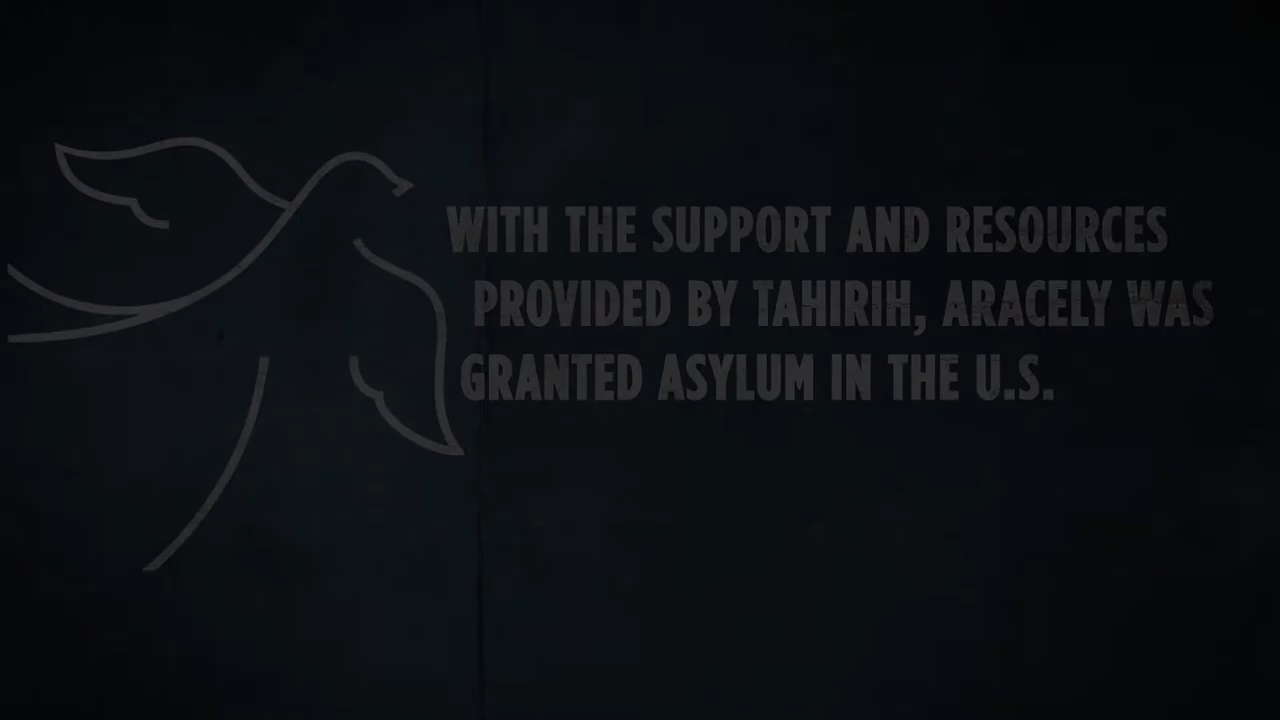 WITH THE SUPPORT AND RESOURCES
PROVIDED BY TAHIRIH, ARACELY WAS
GRANTED ASYLUM IN THE U.S.